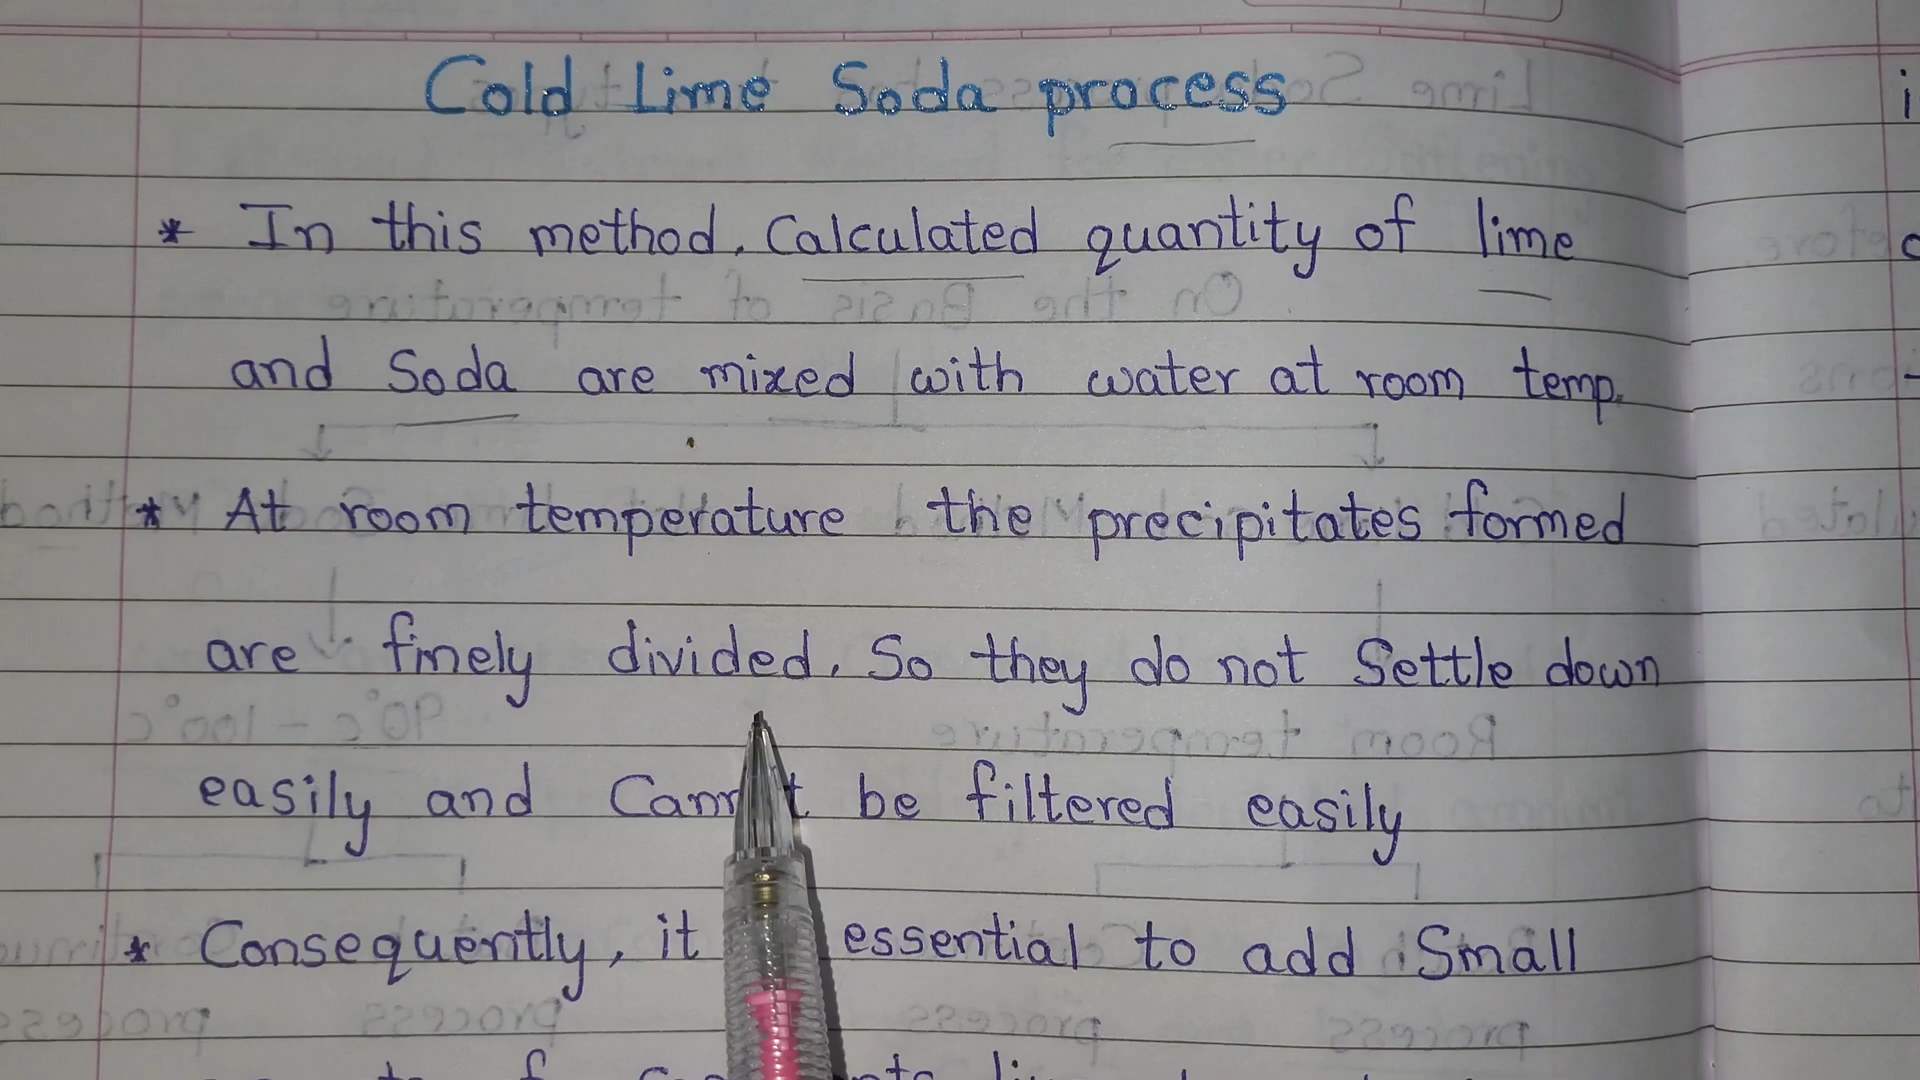 Cold Lime Soda process
* In this method. Calculated quantity of lime
and Soda are mixed with water at room temp.
* At room temperature the precipitates formed
are finely divided. So they do not Settle down
easily and be filtered easily
* Consequently, it essential to add Small